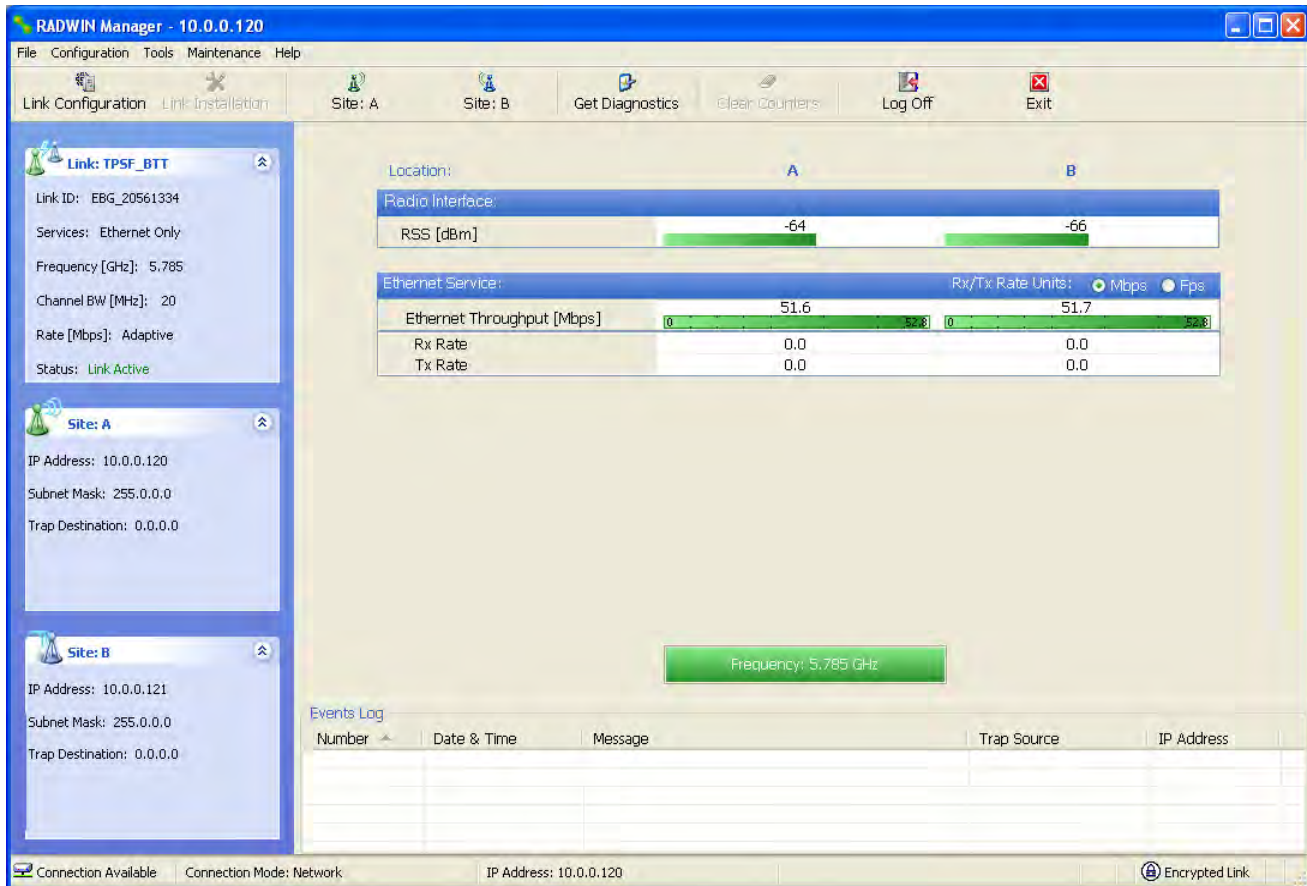 RADWIN Manager - 10.0.0.120
File Configuration Tools Maintenance Help
Link Configuration Link Installation Site: A Site: B Get Diagnostics Clear Counters Log Off Exit
Link: TPSF_BTT
Link ID: EBG_20561334
Services: Ethernet Only
Frequency [GHz]: 5.785
Channel BW [MHz]: 20
Rate [Mbps]: Adaptive
Status: Link Active
Site: A
IP Address: 10.0.0.120
Subnet Mask: 255.0.0.0
Trap Destination: 0.0.0.0
Site: B
IP Address: 10.0.0.121
Subnet Mask: 255.0.0.0
Trap Destination: 0.0.0.0
Location: A B
Radio Interface:
RSS [dBm] -64 -66
Ethernet Service: Rx/Tx Rate Units: Mbps Fps
Ethernet Throughput [Mbps] 51.6 51.7
0 52.8 0 52.8
Rx Rate 0.0 0.0
Tx Rate 0.0 0.0
Frequency: 5.785 GHz
Events Log
Number Date & Time Message Trap Source IP Address
Connection Available Connection Mode: Network IP Address: 10.0.0.120 Encrypted Link